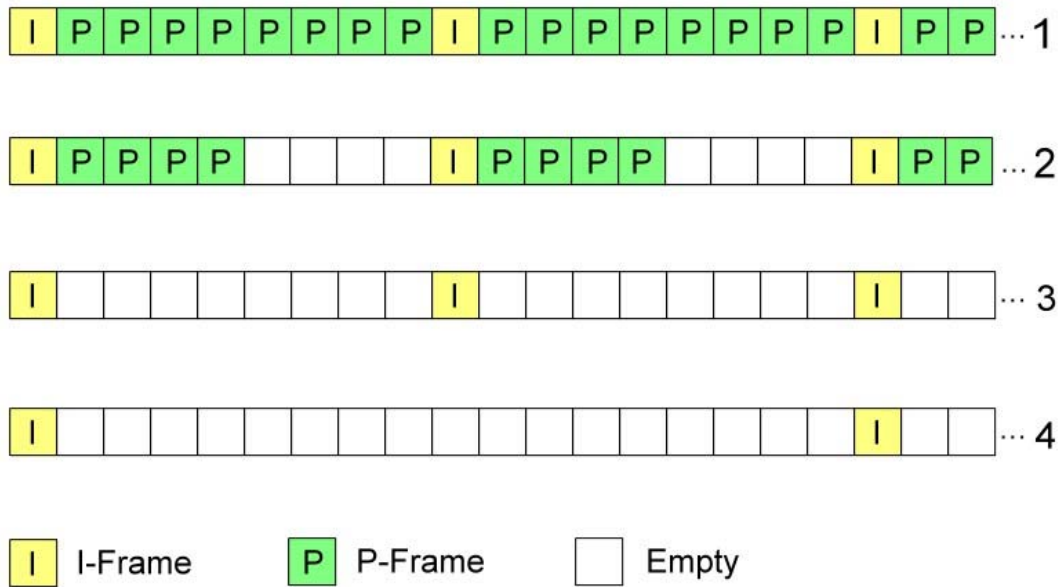 I P P P P P P P P I P P P P P P P P I P P ... 1
I P P P P I P P P P I P P ... 2
I I I ... 3
I I ... 4
I I-Frame P P-Frame Empty